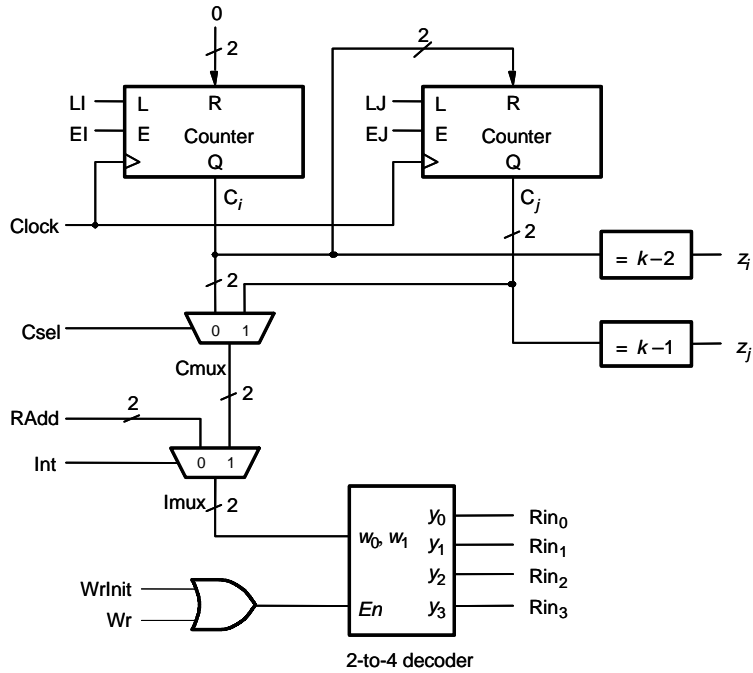 0
2
2
LI
L
R
LJ
L
R
EI
E
Counter
EJ
E
Counter
Q
Q
Ci
Cj
Clock
2
= k–2
zi
2
Csel
0 1
= k–1
zj
Cmux
2
RAdd
2
Int
0 1
Imux
2
w0, w1
y0
Rin0
y1
Rin1
y2
Rin2
WrInit
En
y3
Rin3
Wr
2-to-4 decoder